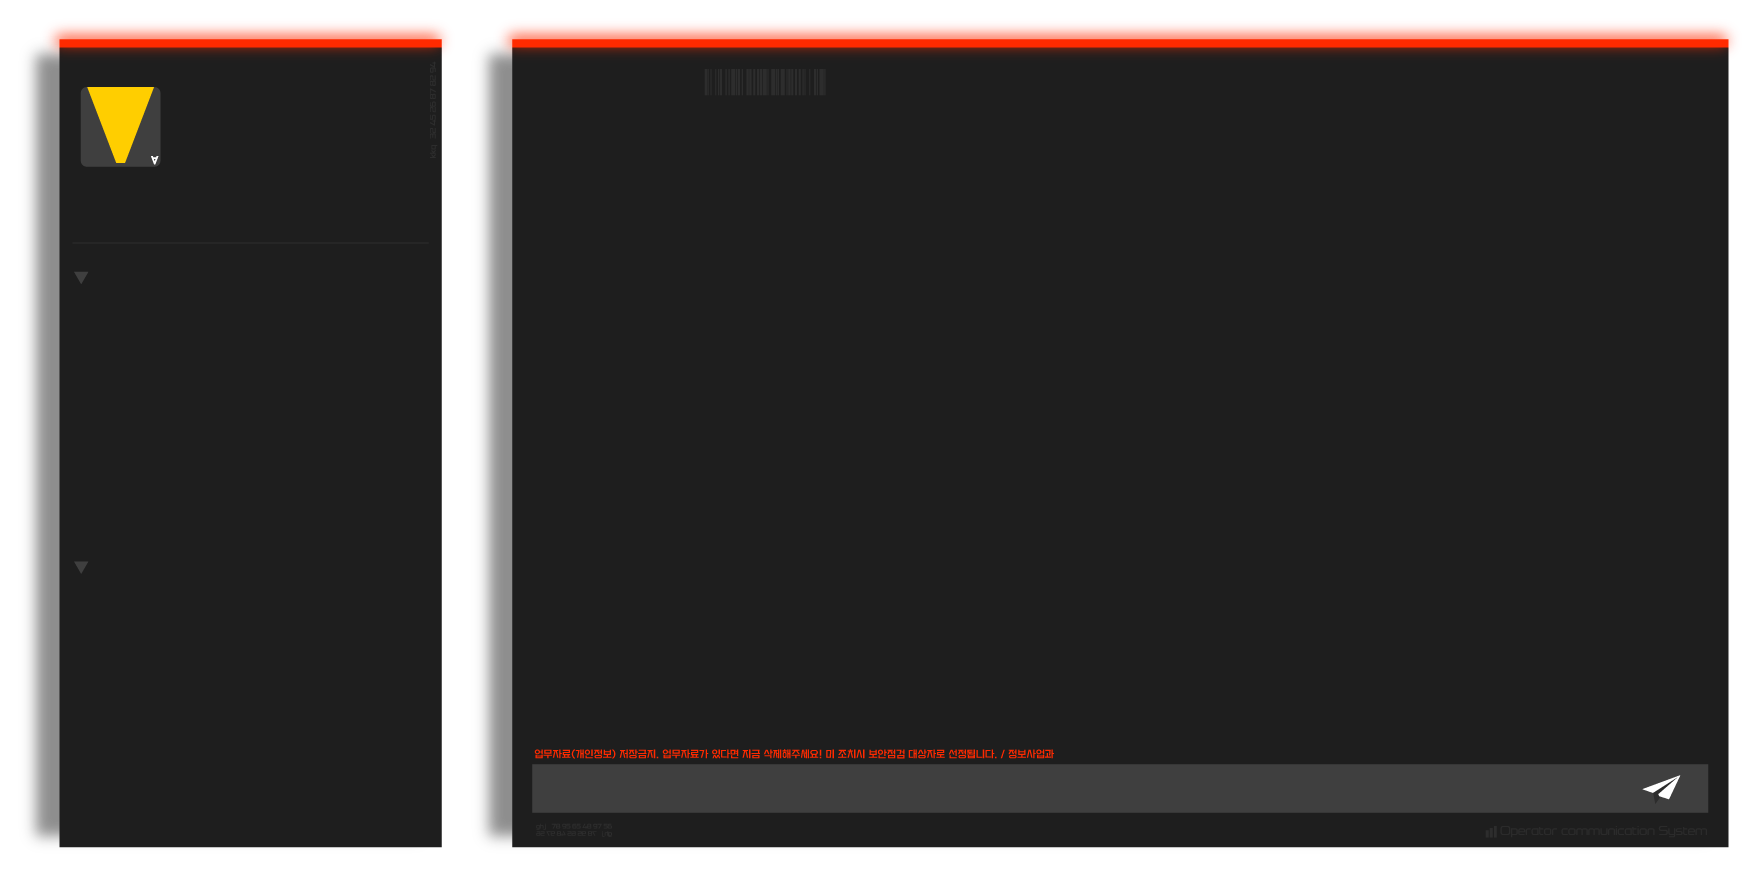 A
업무자료(개인정보) 저장금지, 업무자료가 있다면 지금 삭제해주세요! 미 조치시 보안점검 대상자로 선정됩니다. / 정보사업과
Operator communication System